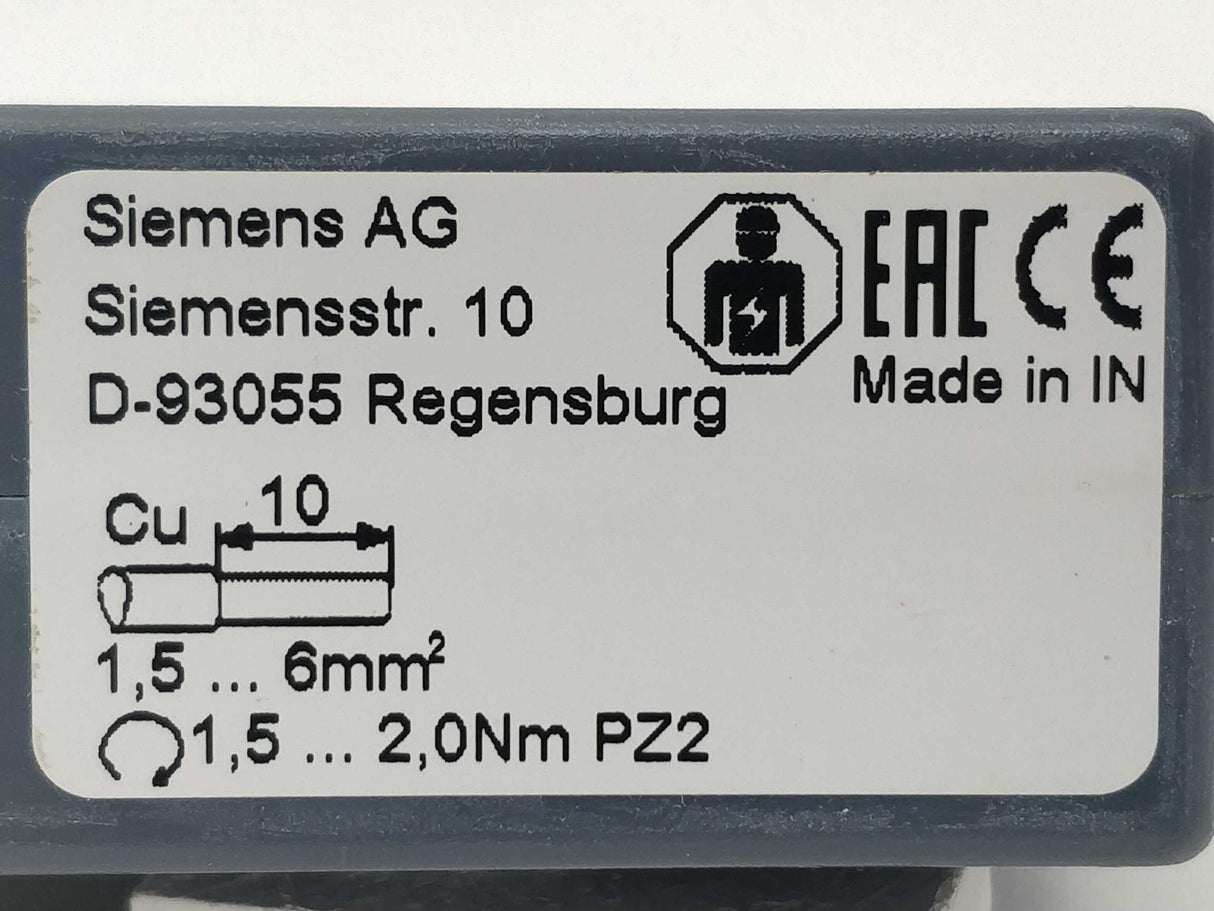 Siemens AG
Siemensstr. 10
D-93055 Regensburg
EAC CE
Made in IN
Cu 10
1,5 ... 6mm²
1,5 ... 2,0Nm PZ2